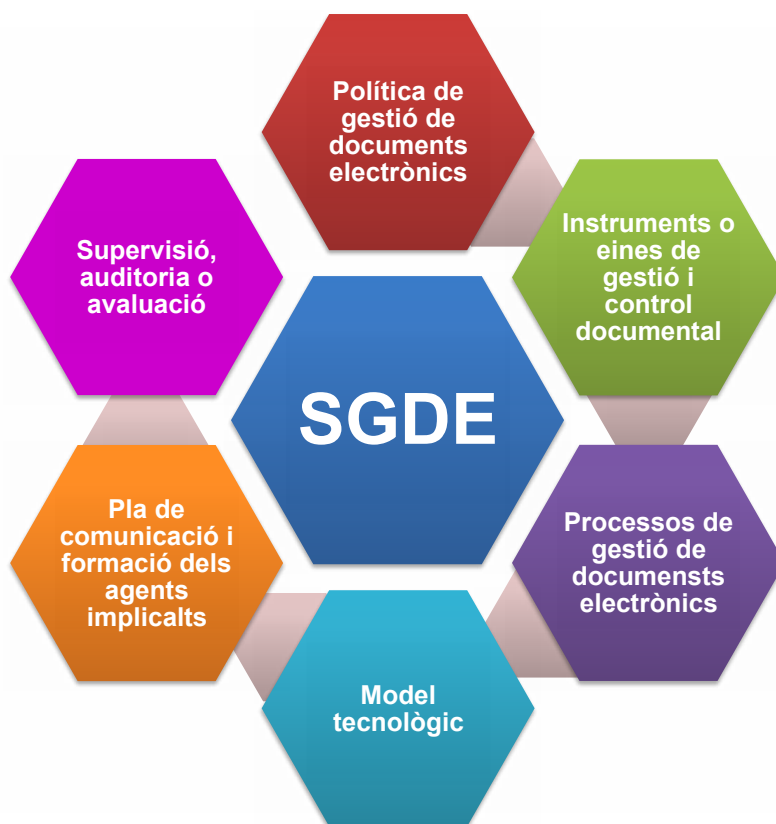 Política de
gestió de
documents
electrònics
Instruments o
eines de
gestió i
control
documental
Processos de
gestió de
documensts
electrònics
Model
tecnològic
Pla de
comunicació i
formació dels
agents
implicalts
Supervisió,
auditoria o
avaluació
SGDE